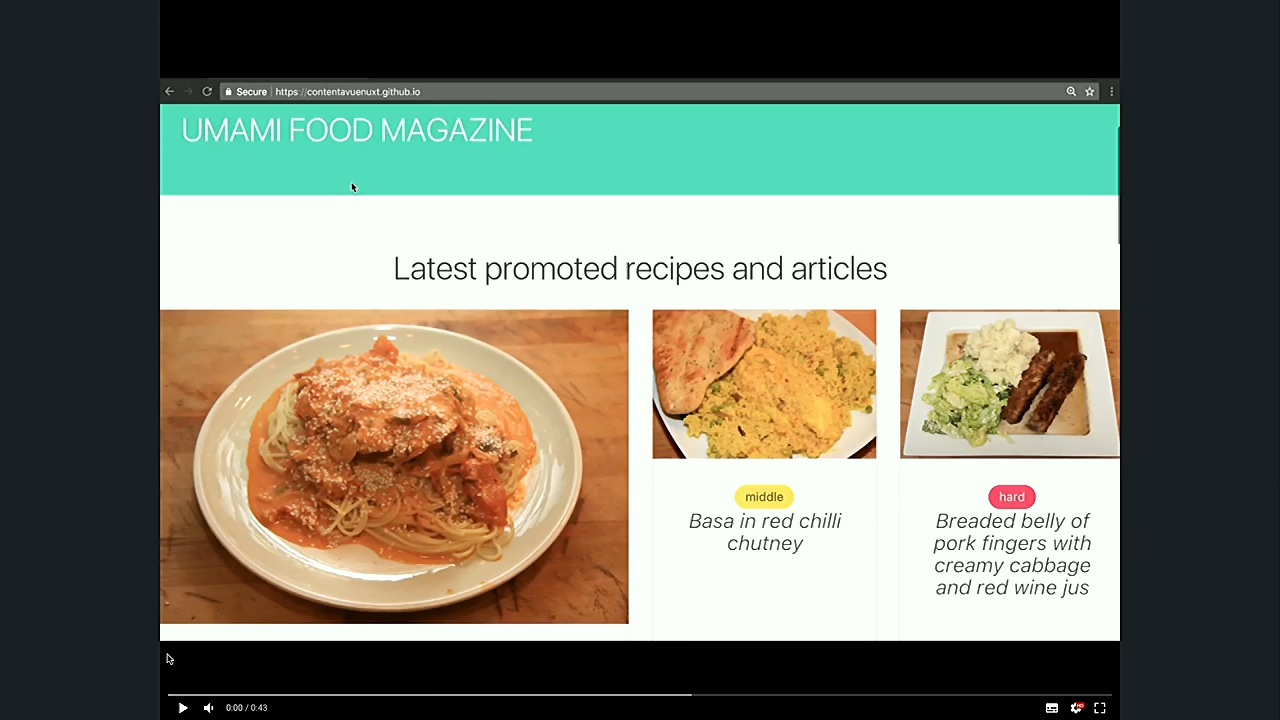 Secure | https://contentavuenuxt.github.io
UMAMI FOOD MAGAZINE
Latest promoted recipes and articles
middle
Basa in red chilli
chutney
hard
Breaded belly of
pork fingers with
creamy cabbage
and red wine jus
0:00 / 0:43
HD